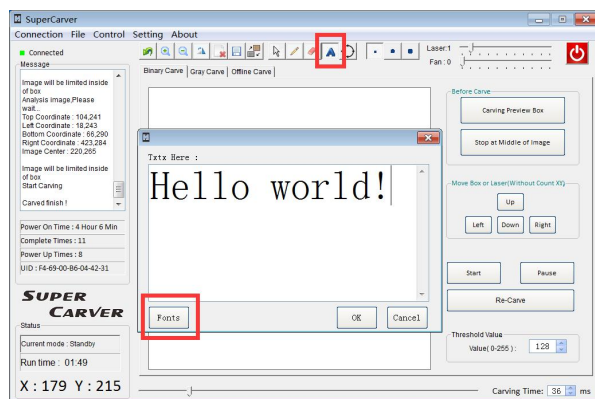 SuperCarver
Connection File Control Setting About
Connected
Message
Image will be limited inside
of box
Analysis image,Please
wait...
Top Coordinate : 104,241
Left Coordinate : 18,243
Bottom Coordinate : 66,290
Rignt Coordinate : 423,284
Image Center : 220,265
Image will be limited inside
of box
Start Carving
Carved finish !
Power On Time : 4 Hour 6 Min
Complete Times : 11
Power Up Times : 8
UID : F4-69-00-B6-04-42-31
SUPER
CARVER
Status
Current mode : Standby
Run time : 01:49
X : 179 Y : 215
A
Laser:1
Fan : 0
Binary Carve Gray Carve Offline Carve
Txtx Here :
Hello world!
Fonts OK Cancel
Before Carve
Carving Preview Box
Stop at Middle of Image
Move Box or Laser(Without Count XY)
Up
Left Down Right
Start Pause
Re-Carve
Threshold Value
Value( 0-255 ) : 128
Carving Time: 36 ms